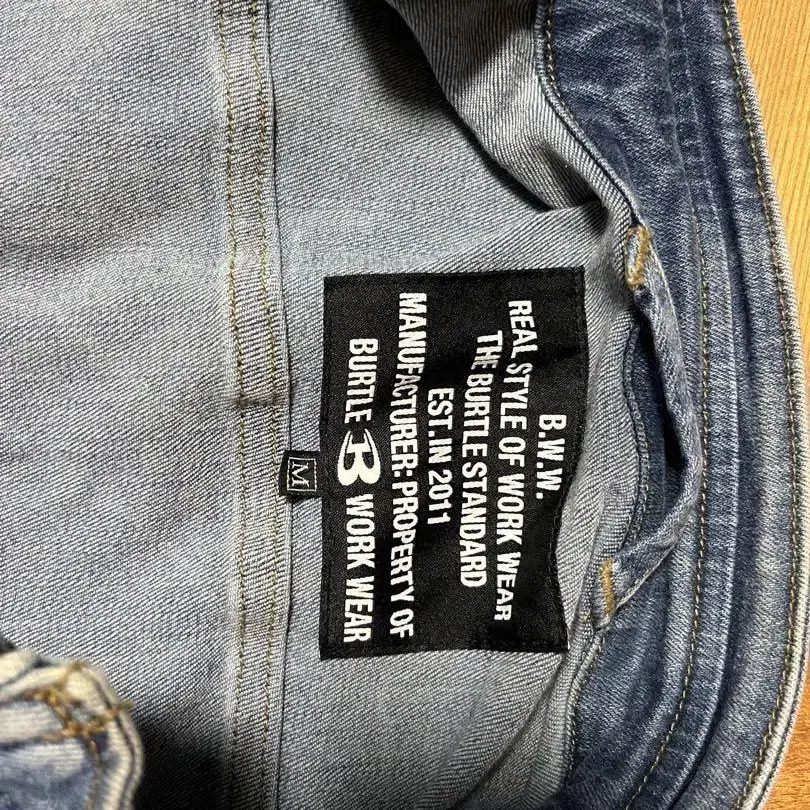 B.W.W.
REAL STYLE OF WORK WEAR
THE BURTLE STANDARD
EST.IN 2011
MANUFACTURER: PROPERTY OF
BURTLE B WORK WEAR
M